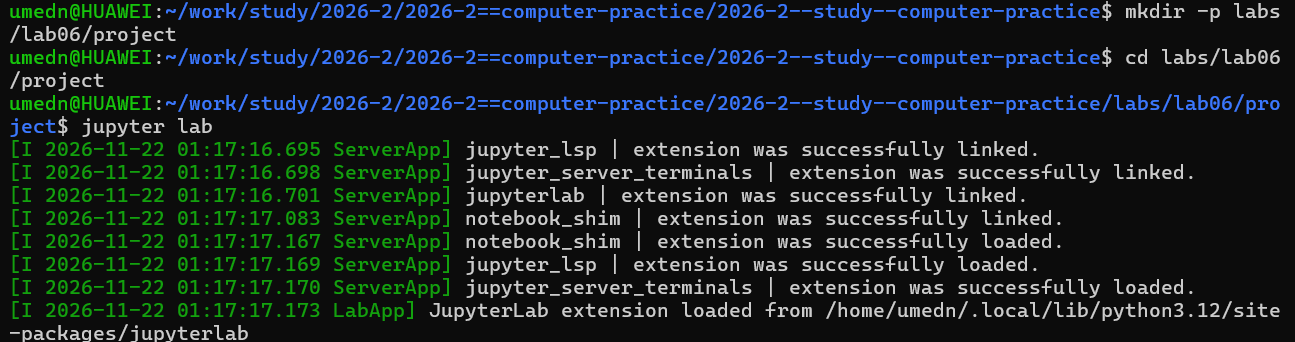 umedn@HUAWEI:~/work/study/2026-2/2026-2==computer-practice/2026-2--study--computer-practice$ mkdir -p labs
/lab06/project
umedn@HUAWEI:~/work/study/2026-2/2026-2==computer-practice/2026-2--study--computer-practice$ cd labs/lab06
/project
umedn@HUAWEI:~/work/study/2026-2/2026-2==computer-practice/2026-2--study--computer-practice/labs/lab06/pro
ject$ jupyter lab
[I 2026-11-22 01:17:16.695 ServerApp] jupyter_lsp | extension was successfully linked.
[I 2026-11-22 01:17:16.698 ServerApp] jupyter_server_terminals | extension was successfully linked.
[I 2026-11-22 01:17:16.701 ServerApp] jupyterlab | extension was successfully linked.
[I 2026-11-22 01:17:17.083 ServerApp] notebook_shim | extension was successfully linked.
[I 2026-11-22 01:17:17.167 ServerApp] notebook_shim | extension was successfully loaded.
[I 2026-11-22 01:17:17.169 ServerApp] jupyter_lsp | extension was successfully loaded.
[I 2026-11-22 01:17:17.170 ServerApp] jupyter_server_terminals | extension was successfully loaded.
[I 2026-11-22 01:17:17.173 LabApp] JupyterLab extension loaded from /home/umedn/.local/lib/python3.12/site
-packages/jupyterlab